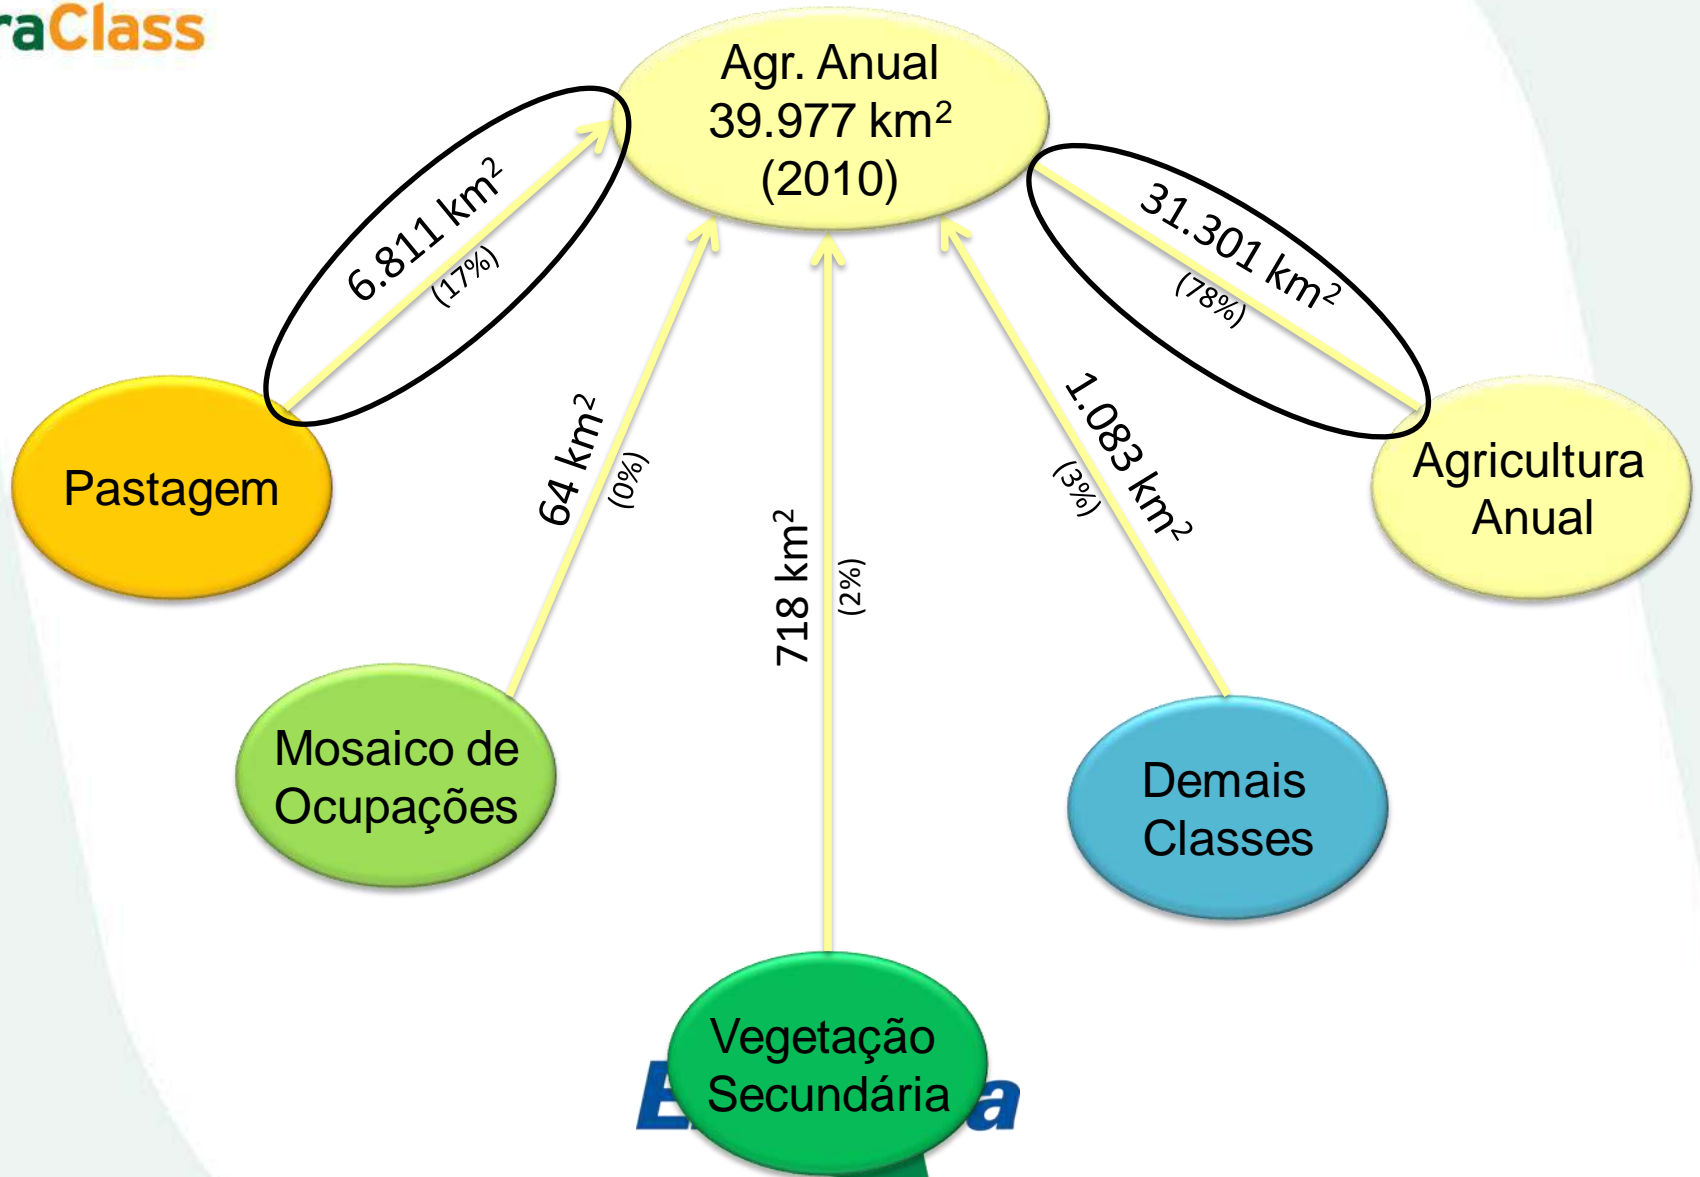 raClass
Agr. Anual
39.977 km²
(2010)
6.811 km²
(17%)
31.301 km²
(78%)
64 km²
(0%)
718 km²
(2%)
1.083 km²
(3%)
Pastagem
Agricultura
Anual
Mosaico de
Ocupações
Demais
Classes
Vegetação
Secundária